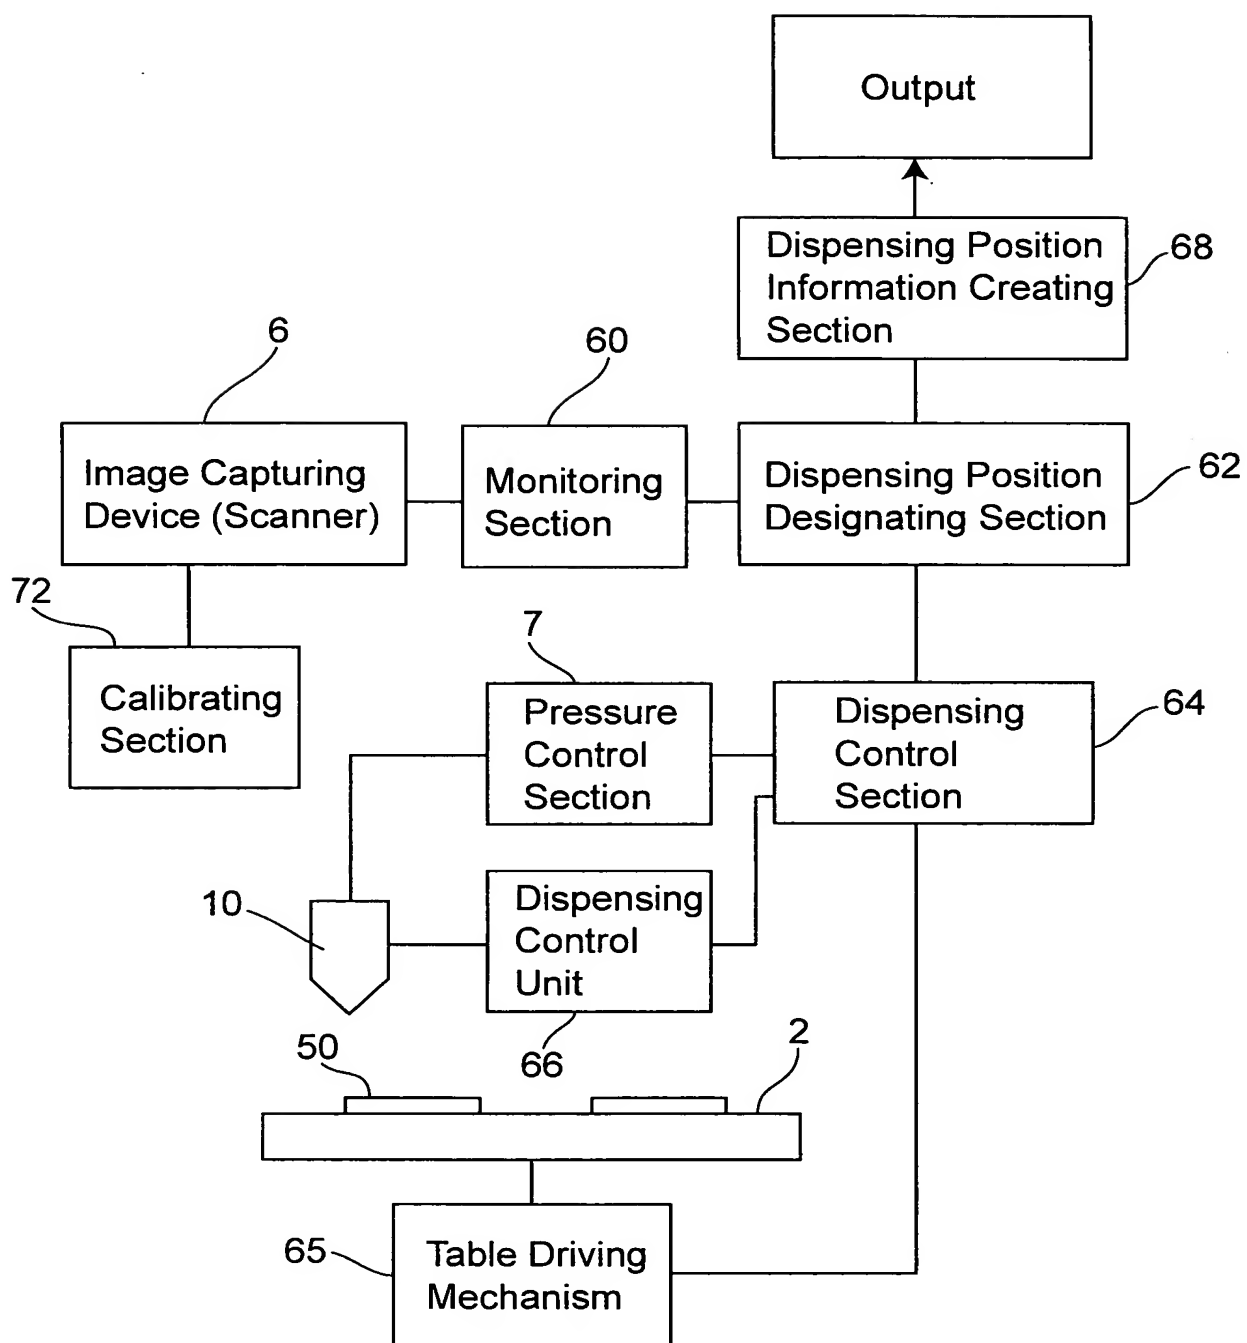 Output
Dispensing Position
Information Creating
Section
68
6
60
Image Capturing
Device (Scanner)
Monitoring
Section
Dispensing Position
Designating Section
62
72
Calibrating
Section
7
Pressure
Control
Section
Dispensing
Control
Section
64
10
Dispensing
Control
Unit
66
50
2
65
Table Driving
Mechanism